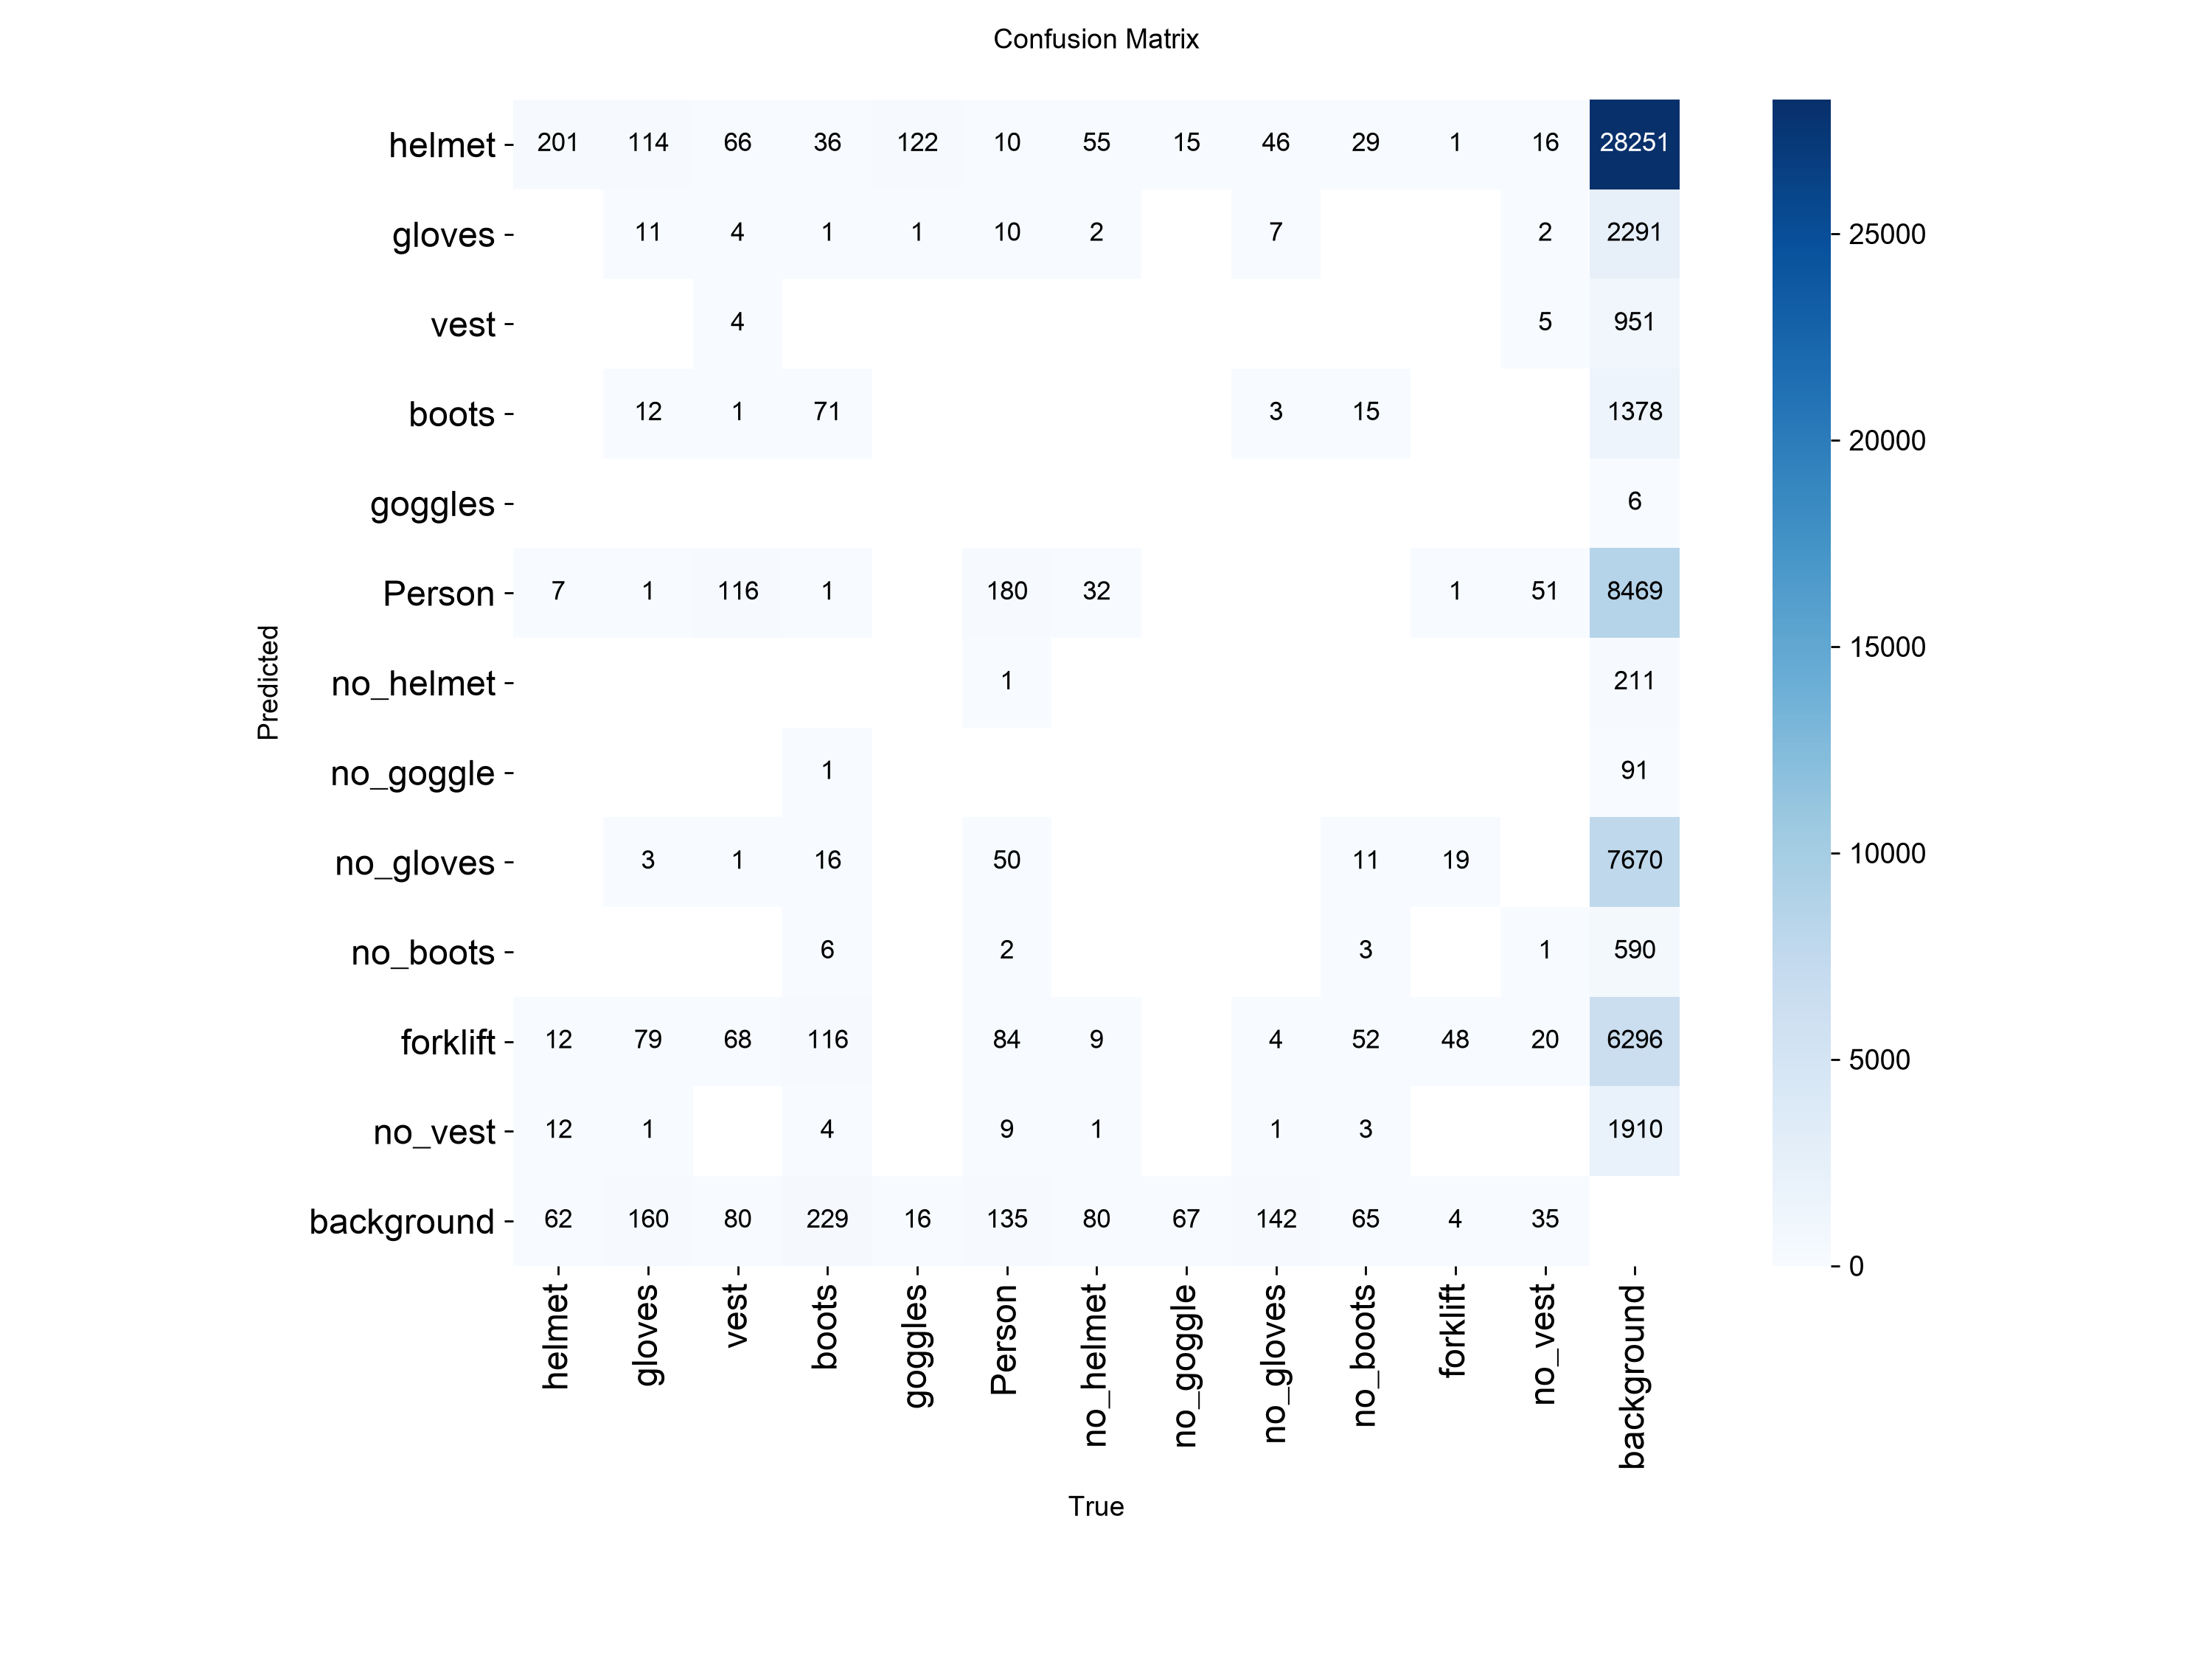 Confusion Matrix
helmet 201 114 66 36 122 10 55 15 46 29 1 16 28251
gloves 11 4 1 1 10 2 7 2 2291
vest 4 5 951
boots 12 1 71 3 15 1378
goggles 6
Person 7 1 116 1 180 32 1 51 8469
no_helmet 1 211
no_goggle 1 91
no_gloves 3 1 16 50 11 19 7670
no_boots 6 2 3 1 590
forklift 12 79 68 116 84 9 4 52 48 20 6296
no_vest 12 1 4 9 1 1 3 1910
background 62 160 80 229 16 135 80 67 142 65 4 35
Predicted
helmet gloves vest boots goggles Person no_helmet no_goggle no_gloves no_boots forklift no_vest background
True
25000
20000
15000
10000
5000
0